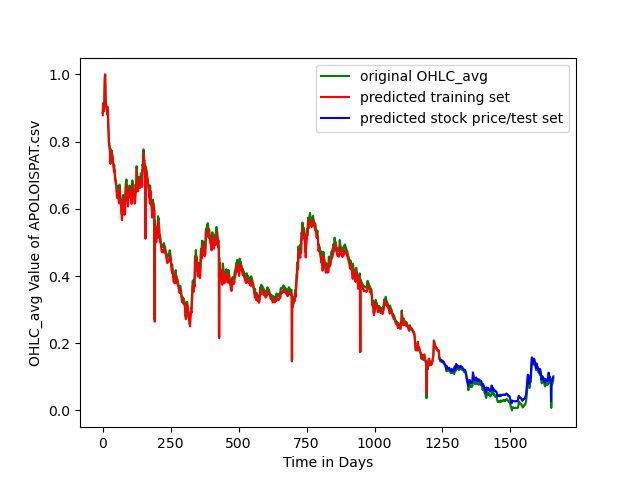 original OHLC_avg
predicted training set
predicted stock price/test set
OHLC_avg Value of APOLOISPAT.csv
1.0
0.8
0.6
0.4
0.2
0.0
0
250
500
750
1000
1250
1500
Time in Days